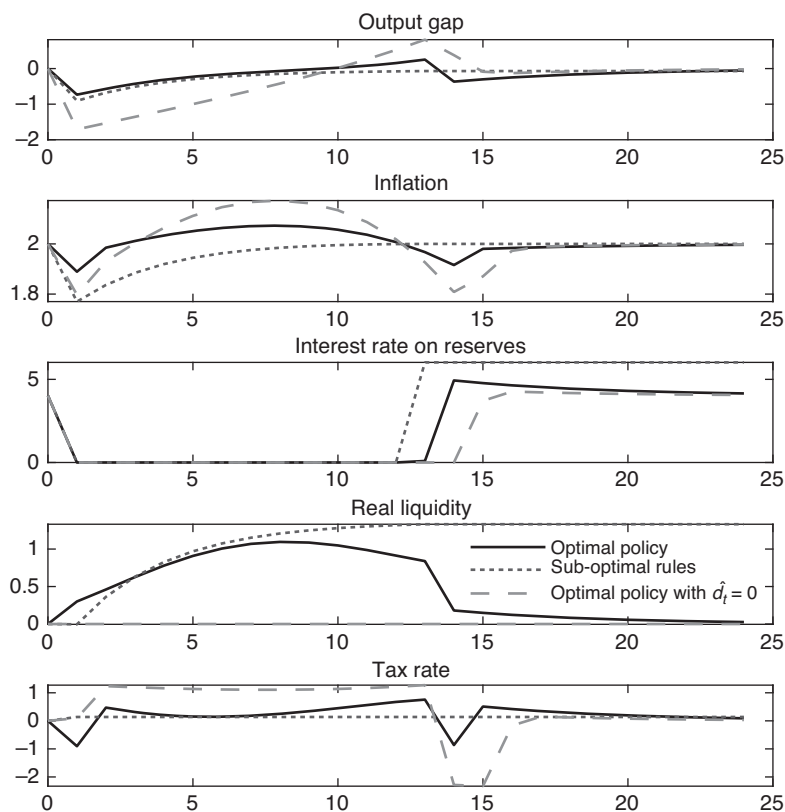 Output gap
0
−1
−2
0 5 10 15 20 25
Inflation
2
1.8
0 5 10 15 20 25
Interest rate on reserves
5
0
0 5 10 15 20 25
Real liquidity
1
0.5
0
Optimal policy
Sub-optimal rules
Optimal policy with d̂ₜ = 0
0 5 10 15 20 25
Tax rate
1
0
−1
−2
0 5 10 15 20 25